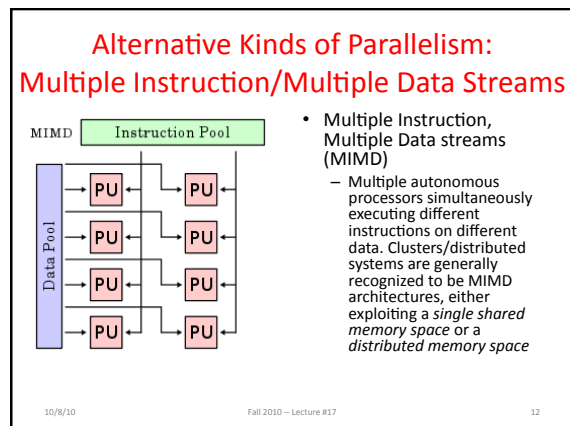 Alternative Kinds of Parallelism:
Multiple Instruction/Multiple Data Streams
MIMD
Instruction Pool
Data Pool
PU
PU
PU
PU
PU
PU
PU
PU
• Multiple Instruction,
Multiple Data streams
(MIMD)
– Multiple autonomous
processors simultaneously
executing different
instructions on different
data. Clusters/distributed
systems are generally
recognized to be MIMD
architectures, either
exploiting a single shared
memory space or a
distributed memory space
10/8/10
Fall 2010 -- Lecture #17
12